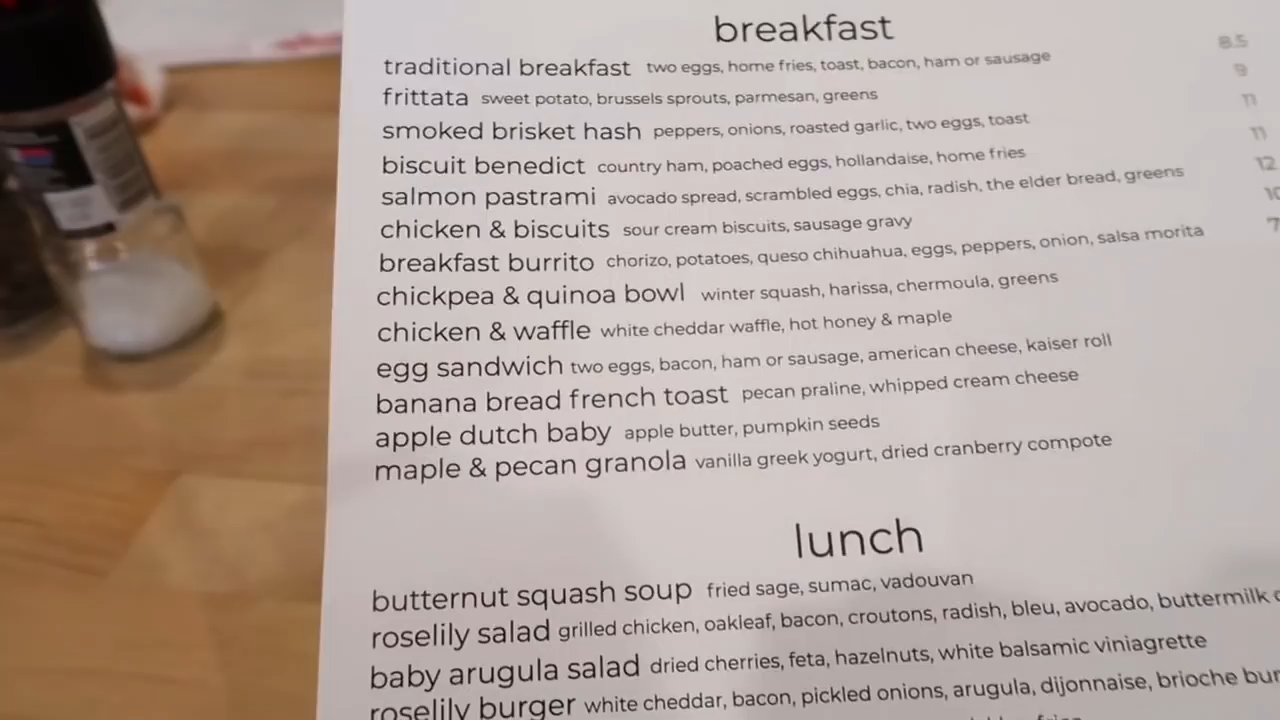 breakfast
traditional breakfast two eggs, home fries, toast, bacon, ham or sausage 8.5
frittata sweet potato, brussels sprouts, parmesan, greens 9
smoked brisket hash peppers, onions, roasted garlic, two eggs, toast 11
biscuit benedict country ham, poached eggs, hollandaise, home fries 11
salmon pastrami avocado spread, scrambled eggs, chia, radish, the elder bread, greens 12
chicken & biscuits sour cream biscuits, sausage gravy
breakfast burrito chorizo, potatoes, queso chihuahua, eggs, peppers, onion, salsa morita
chickpea & quinoa bowl winter squash, harissa, chermoula, greens
chicken & waffle white cheddar waffle, hot honey & maple
egg sandwich two eggs, bacon, ham or sausage, american cheese, kaiser roll
banana bread french toast pecan praline, whipped cream cheese
apple dutch baby apple butter, pumpkin seeds
maple & pecan granola vanilla greek yogurt, dried cranberry compote
lunch
butternut squash soup fried sage, sumac, vadouvan
roselily salad grilled chicken, oakleaf, bacon, croutons, radish, bleu, avocado, buttermilk
baby arugula salad dried cherries, feta, hazelnuts, white balsamic viniagrette
roselily burger white cheddar, bacon, pickled onions, arugula, dijonnaise, brioche